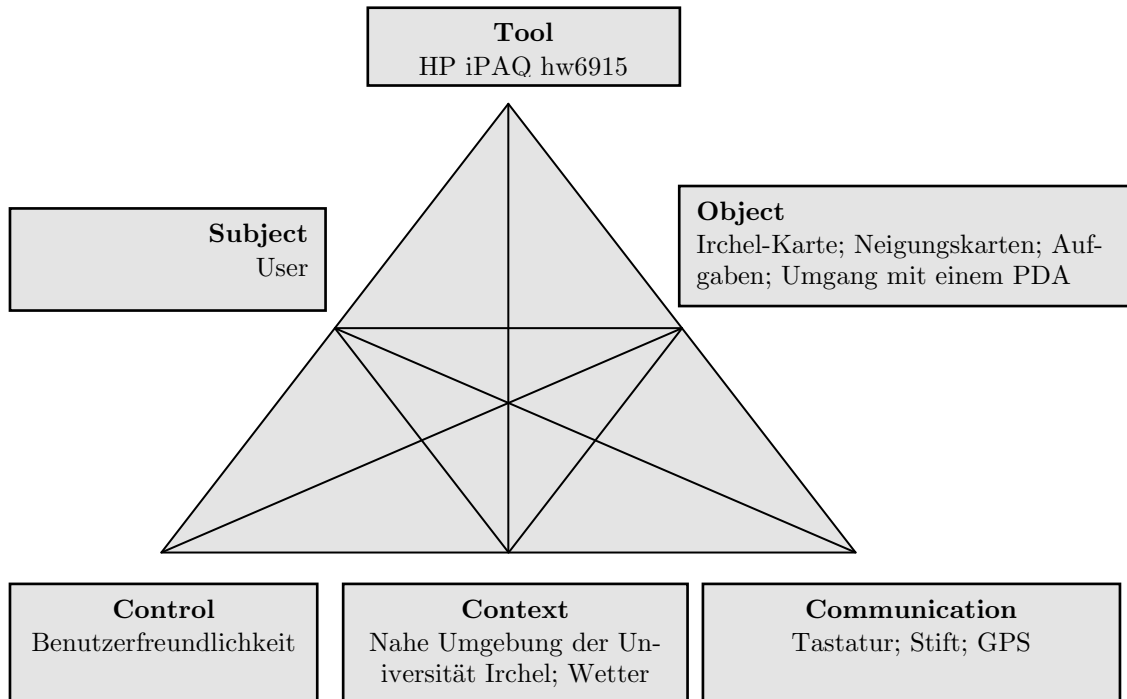 Tool
HP iPAQ hw6915
Subject
User
Object
Irchel-Karte; Neigungskarten; Auf-
gaben; Umgang mit einem PDA
Control
Benutzerfreundlichkeit
Context
Nahe Umgebung der Un-
iversität Irchel; Wetter
Communication
Tastatur; Stift; GPS